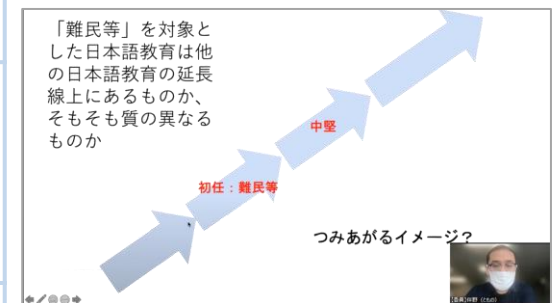 「難民等」を対象と
した日本語教育は他
の日本語教育の延長
線上にあるものか、
そもそも質の異なる
ものか
中堅
初任：難民等
つみあがるイメージ？